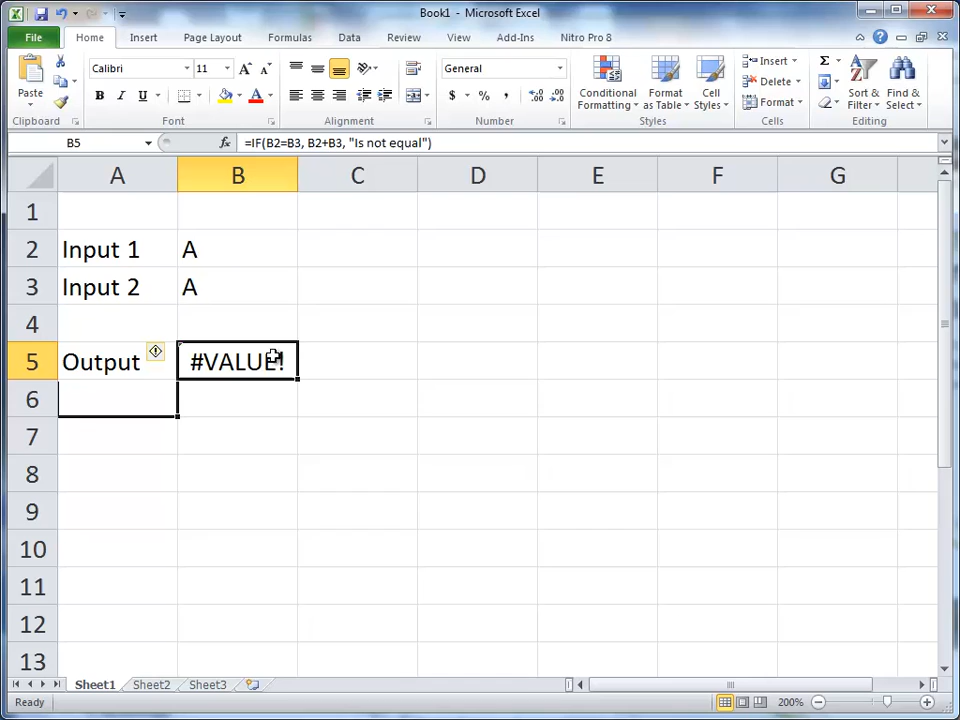 Book1 - Microsoft Excel
File Home Insert Page Layout Formulas Data Review View Add-Ins Nitro Pro 8
Calibri 11 A A General Σ
Paste B I U A $ % , .0 .00 .00 .0 Conditional Formatting Format as Table Cell Styles Insert Delete Format Sort & Filter Find & Select
Clipboard Font Alignment Number Styles Cells Editing
B5 fx =IF(B2=B3, B2+B3, "Is not equal")
A B C D E F G
1
2 Input 1 A
3 Input 2 A
4
5 Output #VALUE!
6
7
8
9
10
11
12
13
Sheet1 Sheet2 Sheet3
Ready 200%